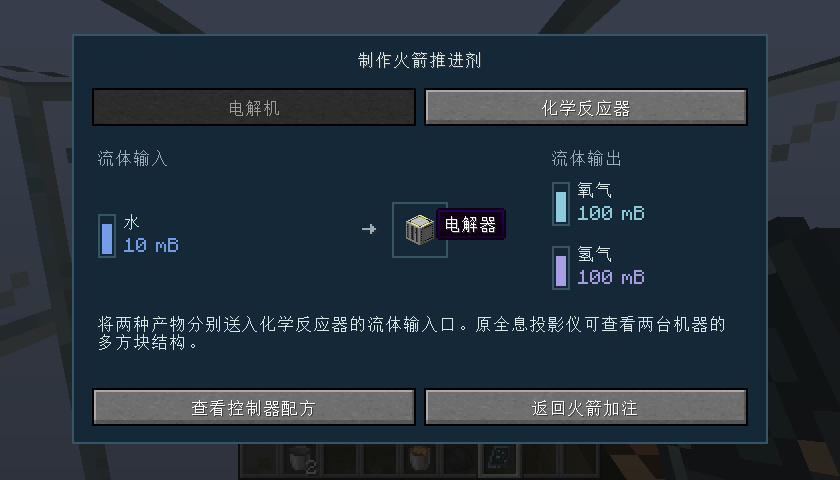 制作火箭推进剂
电解机
化学反应器
流体输入
流体输出
水
10 mB
电解器
氧气
100 mB
氢气
100 mB
将两种产物分别送入化学反应器的流体输入口。原全息投影仪可查看两台机器的
多方块结构。
查看控制器配方
返回火箭加注
2